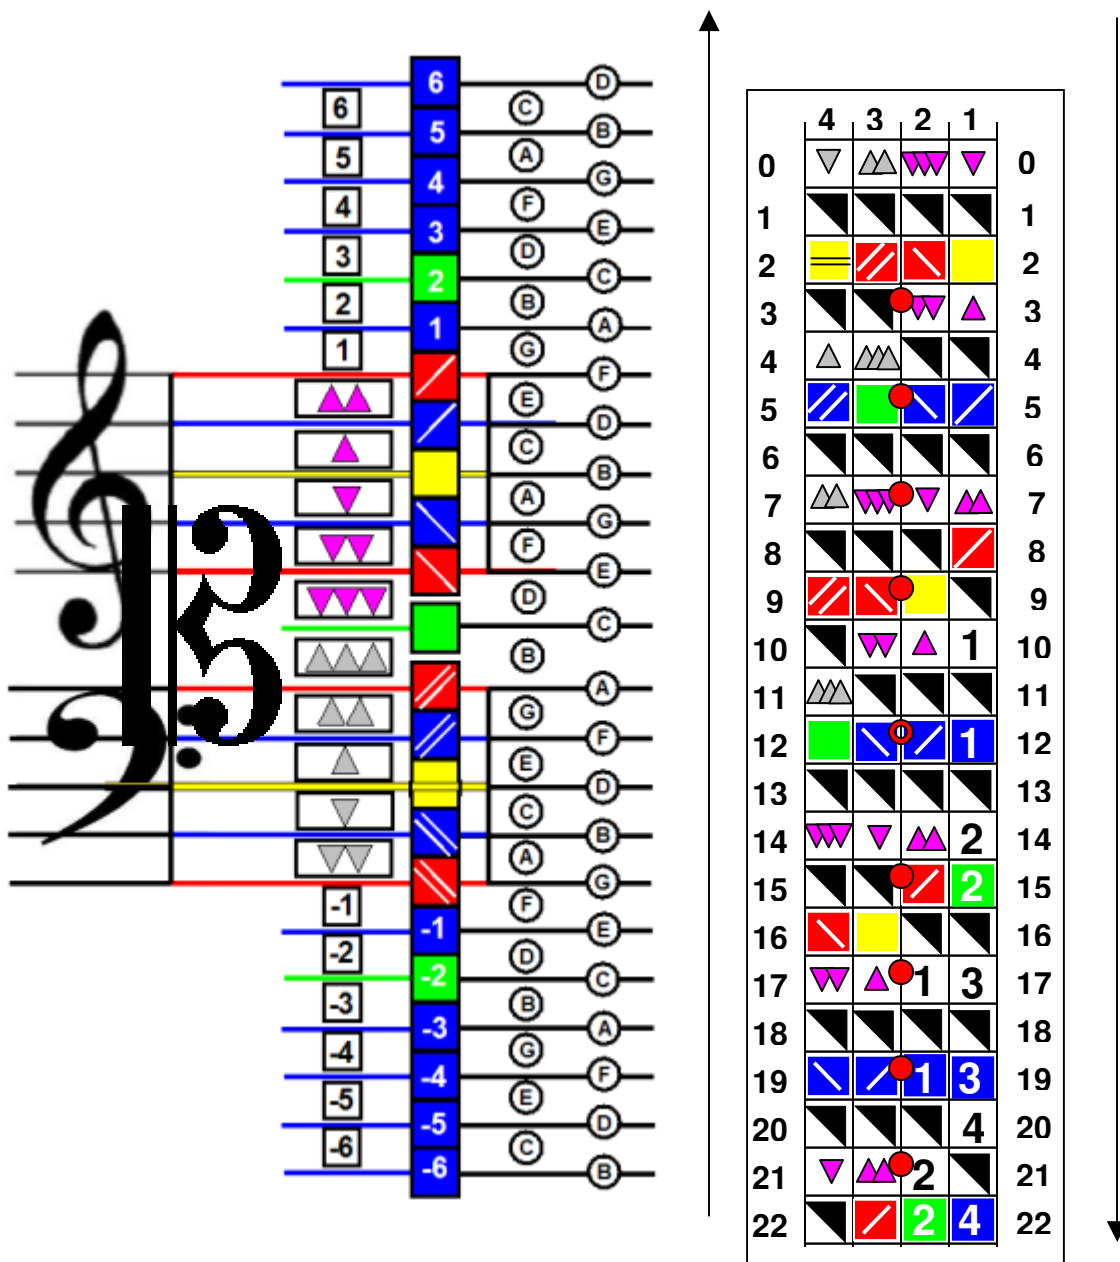 6 D
6 C
5 B
5 A
4 G
4 F
3 E
3 D
2 C
2 B
1 A
1 G
F
E
D
C
B
A
G
F
E
D
C
B
A
G
F
E
D
C
B
A
G
-1 F
-1 E
-2 D
-2 C
-3 B
-3 A
-4 G
-4 F
-5 E
-5 D
-6 C
-6 B
4 3 2 1
0 0
1 1
2 2
3 3
4 4
5 5
6 6
7 7
8 8
9 9
10 1 10
11 11
12 1 12
13 13
14 2 14
15 2 15
16 16
17 1 3 17
18 18
19 1 3 19
20 4 20
21 2 21
22 2 4 22